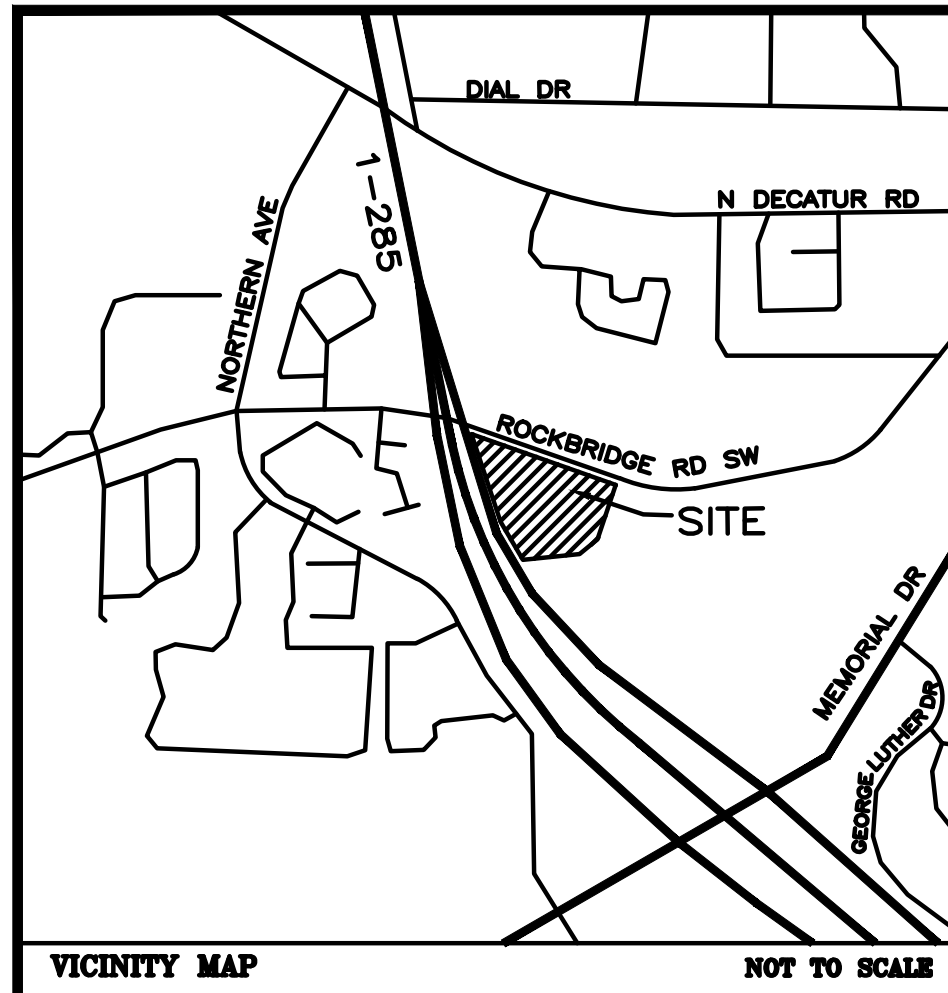 DIAL DR
N DECATUR RD
1-285
NORTHERN AVE
ROCKBRIDGE RD SW
SITE
MEMORIAL DR
GEORGE LUTHER DR
VICINITY MAP
NOT TO SCALE